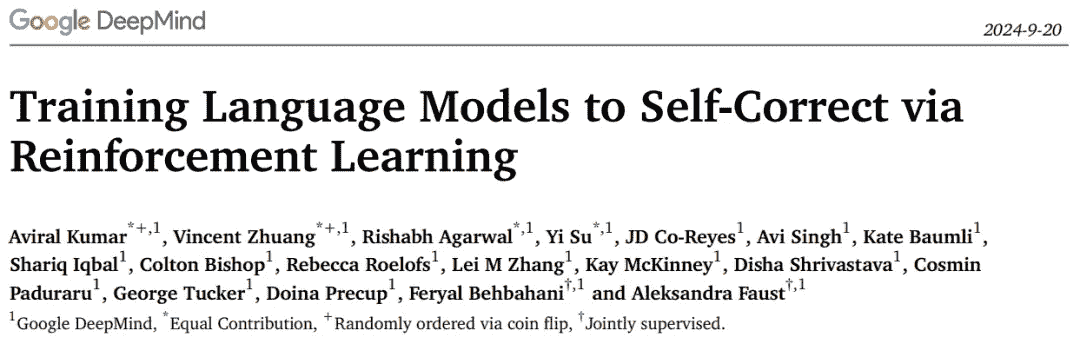 Google DeepMind
2024-9-20
Training Language Models to Self-Correct via
Reinforcement Learning
Aviral Kumar*+,1, Vincent Zhuang*+,1, Rishabh Agarwal*,1, Yi Su*,1, JD Co-Reyes1, Avi Singh1, Kate Baumli1,
Shariq Iqbal1, Colton Bishop1, Rebecca Roelofs1, Lei M Zhang1, Kay McKinney1, Disha Shrivastava1, Cosmin
Paduraru1, George Tucker1, Doina Precup1, Feryal Behbahani†,1 and Aleksandra Faust†,1
1Google DeepMind, *Equal Contribution, +Randomly ordered via coin flip, †Jointly supervised.